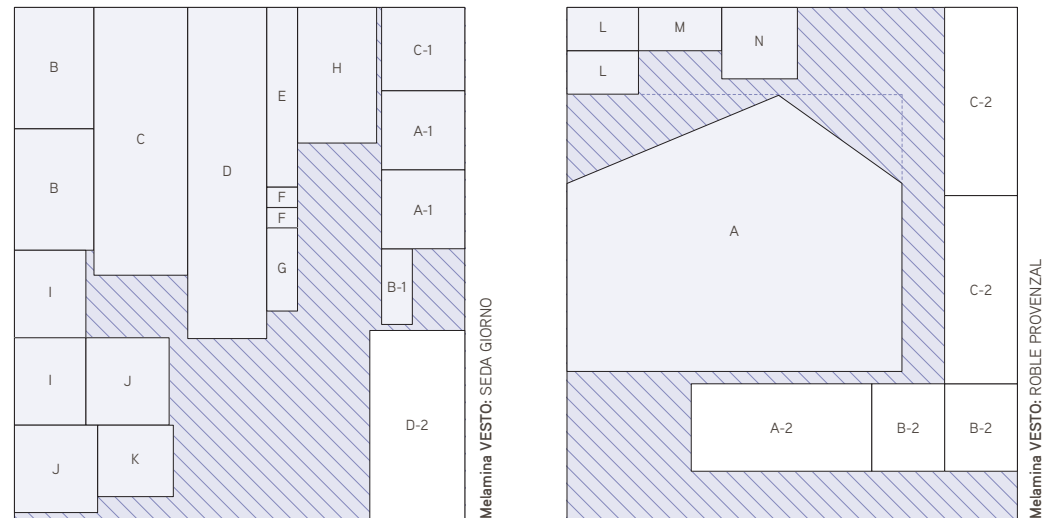 B
C
D
E
H
C-1
A-1
B
F
F
A-1
G
I
B-1
I
J
D-2
J
K
Melamina VESTO: SEDA GIORNO
L
M
N
L
C-2
A
C-2
A-2
B-2
B-2
Melamina VESTO: ROBLE PROVENZAL